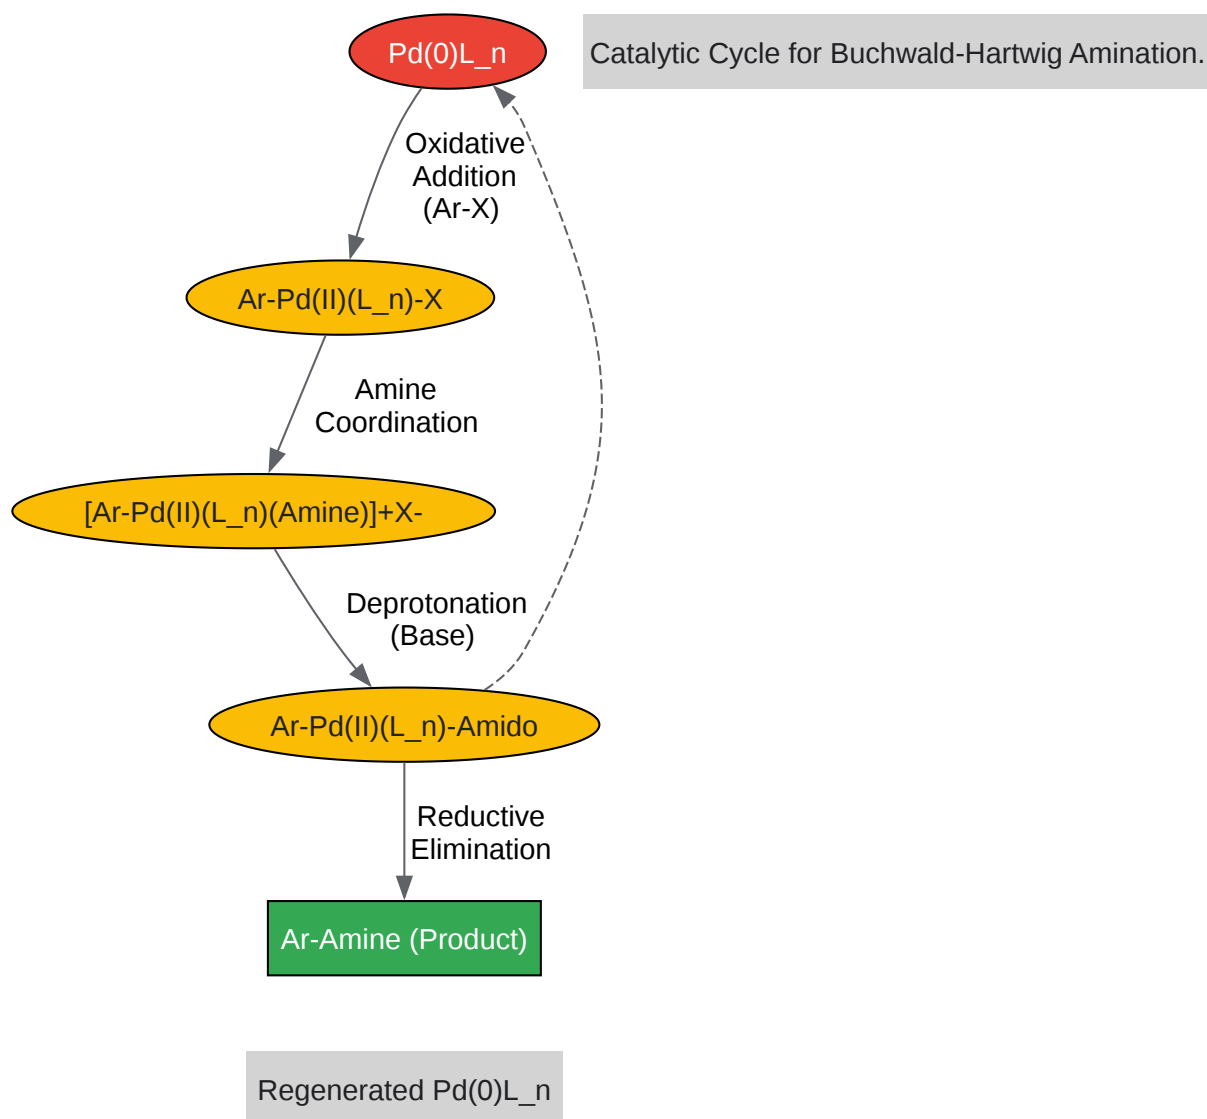 Pd(0)L_n
Catalytic Cycle for Buchwald-Hartwig Amination.
Oxidative
Addition
(Ar-X)
Ar-Pd(II)(L_n)-X
Amine
Coordination
[Ar-Pd(II)(L_n)(Amine)]+X-
Deprotonation
(Base)
Ar-Pd(II)(L_n)-Amido
Reductive
Elimination
Ar-Amine (Product)
Regenerated Pd(0)L_n